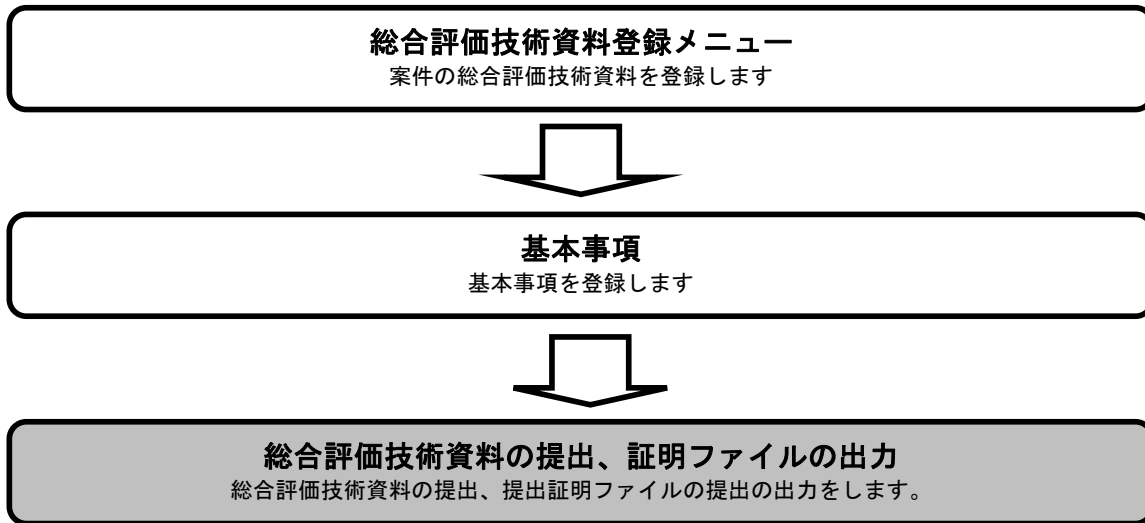 総合評価技術資料登録メニュー
案件の総合評価技術資料を登録します
基本事項
基本事項を登録します
総合評価技術資料の提出、証明ファイルの出力
総合評価技術資料の提出、提出証明ファイルの提出の出力をします。